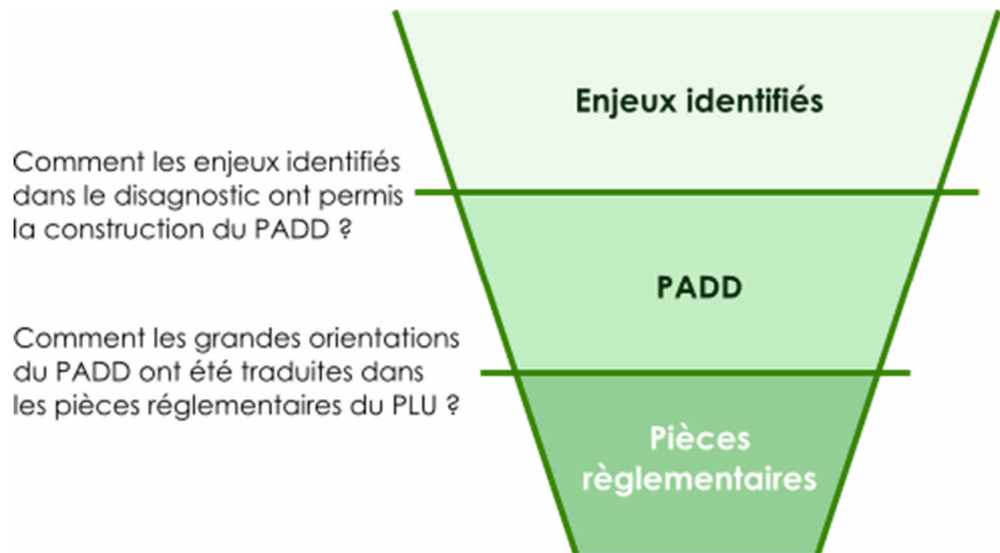 Enjeux identifiés
Comment les enjeux identifiés
dans le disagnostic ont permis
la construction du PADD ?
PADD
Comment les grandes orientations
du PADD ont été traduites dans
les pièces réglementaires du PLU ?
Pièces
règlementaires